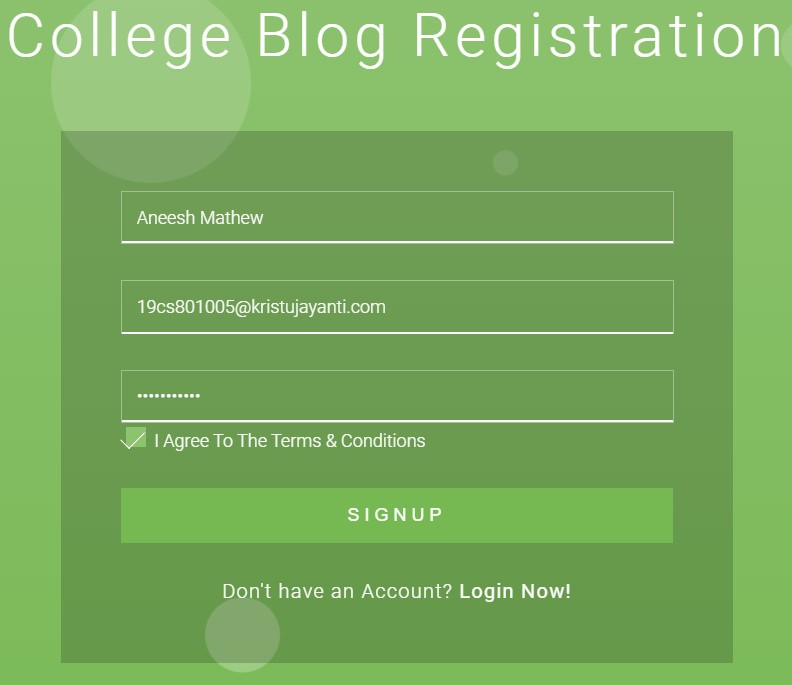 College Blog Registration
Aneesh Mathew
19cs801005@kristujayanti.com
•••••••••••
I Agree To The Terms & Conditions
SIGNUP
Don't have an Account? Login Now!